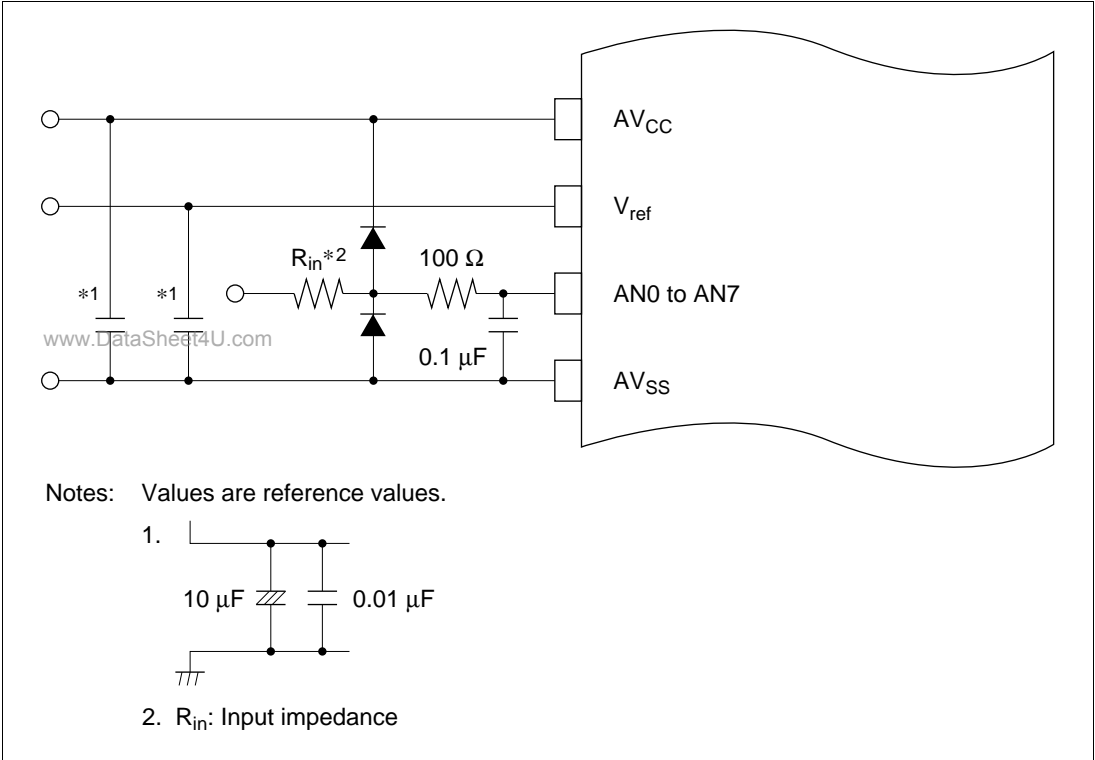 AVCC
Vref
Rin*2
100 Ω
*1
*1
AN0 to AN7
www.DataSheet4U.com
0.1 μF
AVSS
Notes: Values are reference values.
1.
10 μF
0.01 μF
2. Rin: Input impedance